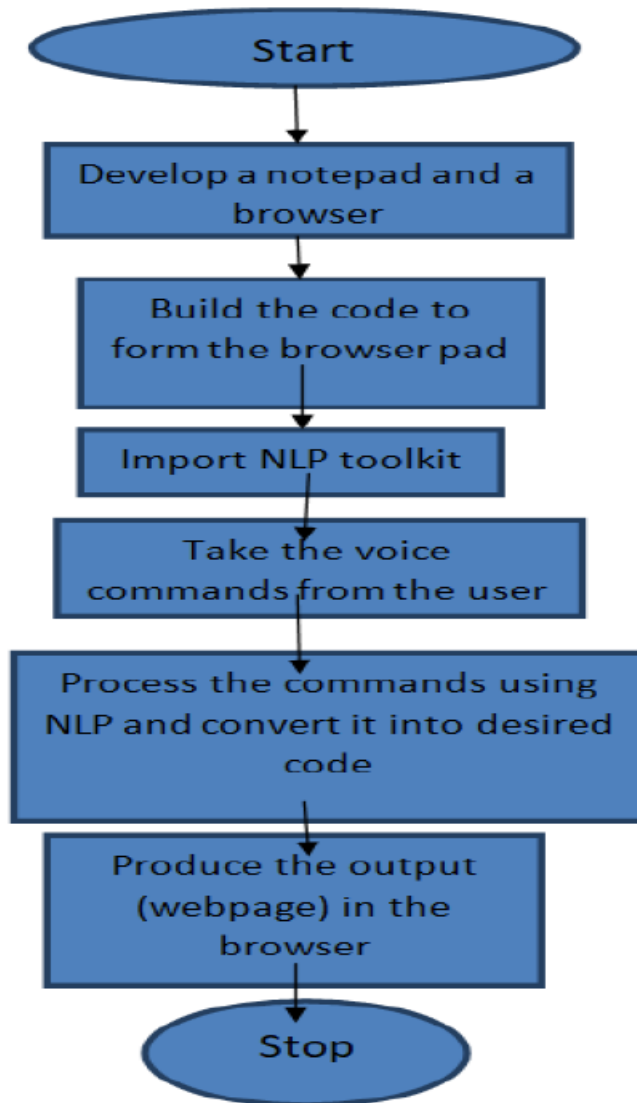 Start
Develop a notepad and a
browser
Build the code to
form the browser pad
Import NLP toolkit
Take the voice
commands from the user
Process the commands using
NLP and convert it into desired
code
Produce the output
(webpage) in the
browser
Stop